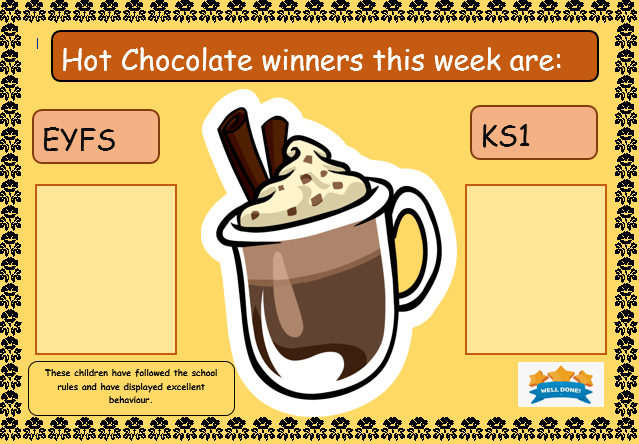 Hot Chocolate winners this week are:
EYFS
KS1
These children have followed the school
rules and have displayed excellent
behaviour.
WELL DONE!